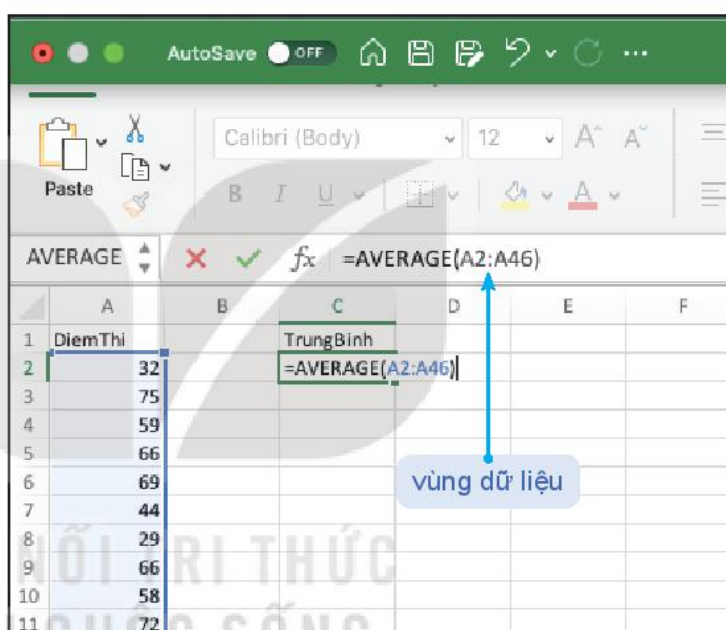 AutoSave OFF
Calibri (Body) 12 A A
Paste B I U A
AVERAGE fx =AVERAGE(A2:A46)
A B C D E F
1 DiemThi TrungBinh
2 32 =AVERAGE(A2:A46)
3 75
4 59
5 66
vùng dữ liệu
6 69
7 44
8 29
9 66
10 58
11 72
NỐI TRI THỨC
CUỘC SỐNG